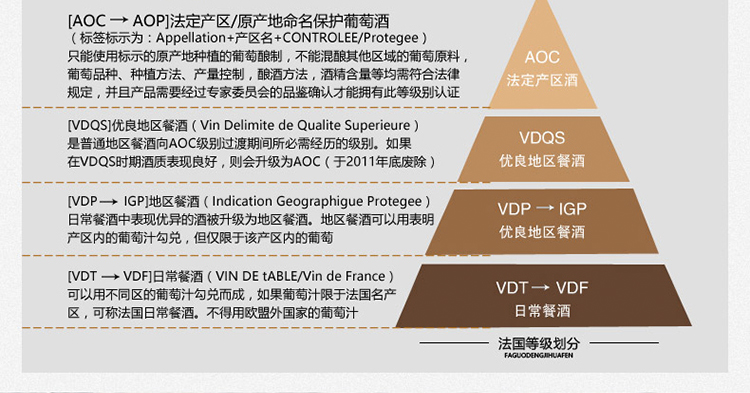 [AOC → AOP]法定产区/原产地命名保护葡萄酒
（标签标示为：Appellation+产区名+CONTROLEE/Protegee）
只能使用标示的原产地种植的葡萄酿制，不能混酿其他区域的葡萄原料，
葡萄品种、种植方法、产量控制，酿酒方法，酒精含量等均需符合法律
规定，并且产品需要经过专家委员会的品鉴确认才能拥有此等级别认证
AOC
法定产区酒
[VDQS]优良地区餐酒（Vin Delimite de Qualite Superieure）
是普通地区餐酒向AOC级别过渡期间所必需经历的级别。如果
在VDQS时期酒质表现良好，则会升级为AOC（于2011年底废除）
VDQS
优良地区餐酒
[VDP → IGP]地区餐酒（Indication Geographigue Protegee）
日常餐酒中表现优异的酒被升级为地区餐酒。地区餐酒可以用表明
产区内的葡萄汁勾兑，但仅限于该产区内的葡萄
VDP → IGP
优良地区餐酒
[VDT → VDF]日常餐酒（VIN DE tABLE/Vin de France）
可以用不同区的葡萄汁勾兑而成，如果葡萄汁限于法国名产
区，可称法国日常餐酒。不得用欧盟外国家的葡萄汁
VDT → VDF
日常餐酒
法国等级划分
FAGUODENGJIHUAFEN